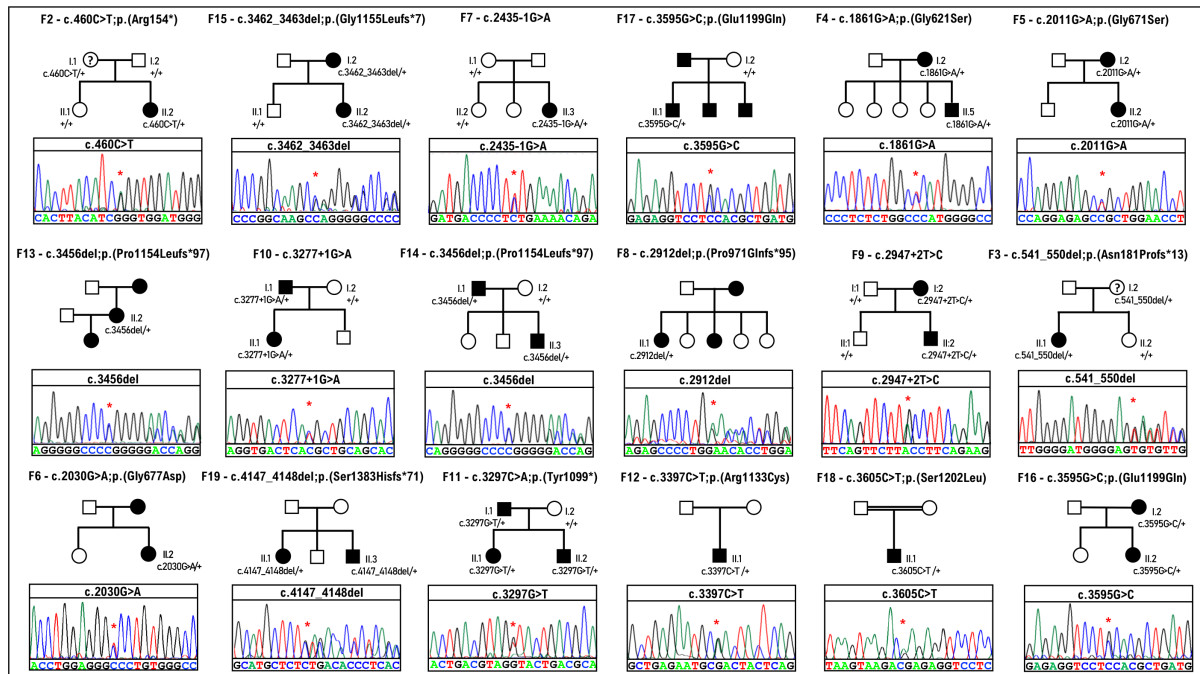 F2 - c.460C>T;p.(Arg154*)
I.1
?
I.2
c.460C>T/+
+/+
II.1
II.2
+/+
c.460C>T/+
c.460C>T
*
CACTTACATCGGGTGGATGGG
F15 - c.3462_3463del;p.(Gly1155Leufs*7)
I.2
c.3462_3463del/+
II.1
II.2
+/+
c.3462_3463del/+
c.3462_3463del
*
CCCGGCAAGCCAGGGGGCCCC
F7 - c.2435-1G>A
I.1
+/+
II.2
II.3
+/+
c.2435-1G>A/+
c.2435-1G>A
*
GATGACCCCTCTGAAAACAGA
F17 - c.3595G>C;p.(Glu1199Gln)
I.2
+/+
II.1
c.3595G>C/+
c.3595G>C
*
GAGAGGTCCTCCACGCTGATG
F4 - c.1861G>A;p.(Gly621Ser)
I.2
c.1861G>A/+
II.5
c.1861G>A/+
c.1861G>A
*
CCCTCTCTGGCCCATGGGGCC
F5 - c.2011G>A;p.(Gly671Ser)
I.2
c.2011G>A/+
II.2
c.2011G>A/+
c.2011G>A
*
CCAGGAGAGCCGCTGGAACCT
F13 - c.3456del;p.(Pro1154Leufs*97)
II.2
c.3456del/+
c.3456del
*
AGGGGGCCCCGGGGGACCAGG
F10 - c.3277+1G>A
I.1
I.2
c.3277+1G>A/+
+/+
II.1
c.3277+1G>A/+
c.3277+1G>A
*
AGGTGACTCACGCTGCAGCAC
F14 - c.3456del;p.(Pro1154Leufs*97)
I.1
I.2
c.3456del/+
+/+
II.3
c.3456del/+
c.3456del
*
CAGGGGGCCCCGGGGGACCAG
F8 - c.2912del;p.(Pro971Glnfs*95)
II.1
c.2912del/+
c.2912del
*
AGAGCCCCTGGAACACCTGGA
F9 - c.2947+2T>C
I:1
I:2
+/+
c.2947+2T>C/+
II:1
II:2
+/+
c.2947+2T>C/+
c.2947+2T>C
*
TTCAGTTCTTACCTTCAGAAG
F3 - c.541_550del;p.(Asn181Profs*13)
?
I.2
c.541_550del/+
II.1
II.2
c.541_550del/+
+/+
c.541_550del
*
TTGGGGATGGGGAGTGTGTTG
F6 - c.2030G>A;p.(Gly677Asp)
II.2
c.2030G>A/+
c.2030G>A
*
ACCTGGAGGGCCCTGTGGGCC
F19 - c.4147_4148del;p.(Ser1383Hisfs*71)
II.1
II.3
c.4147_4148del/+
c.4147_4148del/+
c.4147_4148del
*
GCATGCTCTCTGACACCCTCAC
F11 - c.3297C>A;p.(Tyr1099*)
I.1
I.2
c.3297G>T/+
+/+
II.1
II.2
c.3297G>T/+
c.3297G>T/+
c.3297G>T
*
ACTGACGTAGGTACTGACGCA
F12 - c.3397C>T;p.(Arg1133Cys)
II.1
c.3397C>T /+
c.3397C>T
*
GCTGAGAATGCGACTACTCAG
F18 - c.3605C>T;p.(Ser1202Leu)
II.1
c.3605C>T /+
c.3605C>T
*
TAAGTAAGACGAGAGGTCCTC
F16 - c.3595G>C;p.(Glu1199Gln)
I.2
c.3595G>C/+
II.2
c.3595G>C/+
c.3595G>C
*
GAGAGGTCCTCCACGCTGATG